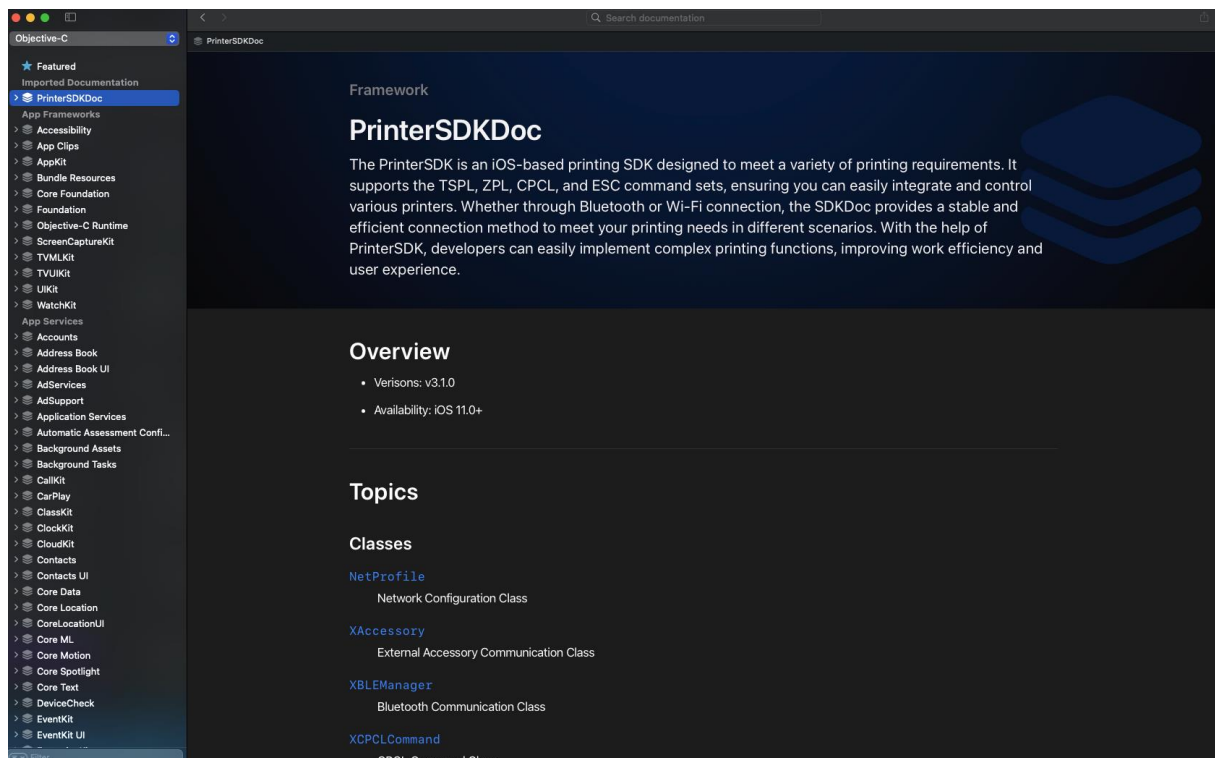 Search documentation
Objective-C
PrinterSDKDoc
Featured
Imported Documentation
PrinterSDKDoc
App Frameworks
Accessibility
App Clips
AppKit
Bundle Resources
Core Foundation
Foundation
Objective-C Runtime
ScreenCaptureKit
TVMLKit
TVUIKit
UIKit
WatchKit
App Services
Accounts
Address Book
Address Book UI
AdServices
AdSupport
Application Services
Automatic Assessment Confi...
Background Assets
Background Tasks
CallKit
CarPlay
ClassKit
ClockKit
CloudKit
Contacts
Contacts UI
Core Data
Core Location
CoreLocationUI
Core ML
Core Motion
Core Spotlight
Core Text
DeviceCheck
EventKit
EventKit UI
Filter
Framework
PrinterSDKDoc
The PrinterSDK is an iOS-based printing SDK designed to meet a variety of printing requirements. It
supports the TSPL, ZPL, CPCL, and ESC command sets, ensuring you can easily integrate and control
various printers. Whether through Bluetooth or Wi-Fi connection, the SDKDoc provides a stable and
efficient connection method to meet your printing needs in different scenarios. With the help of
PrinterSDK, developers can easily implement complex printing functions, improving work efficiency and
user experience.
Overview
• Verisons: v3.1.0
• Availability: iOS 11.0+
Topics
Classes
NetProfile
Network Configuration Class
XAccessory
External Accessory Communication Class
XBLEManager
Bluetooth Communication Class
XCPCLCommand